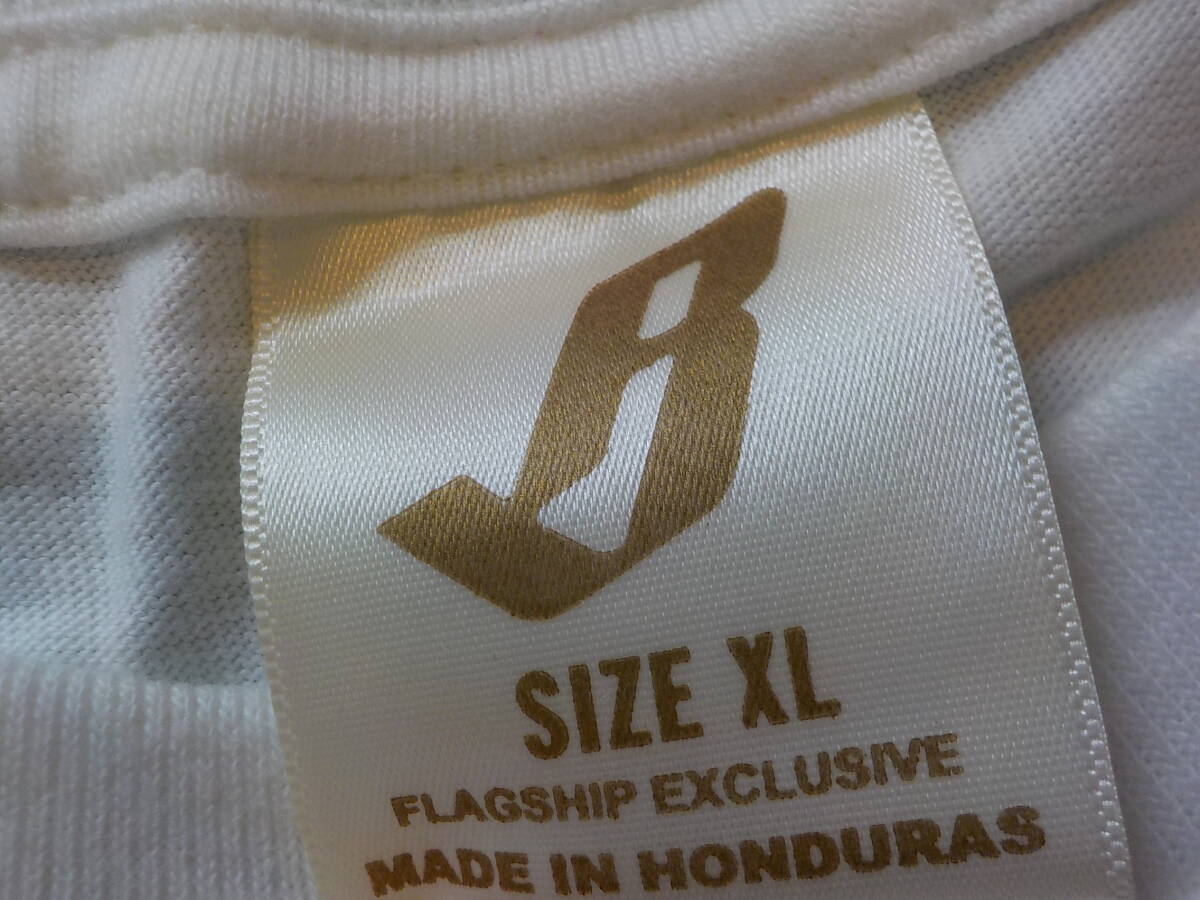 SIZE XL
FLAGSHIP EXCLUSIVE
MADE IN HONDURAS